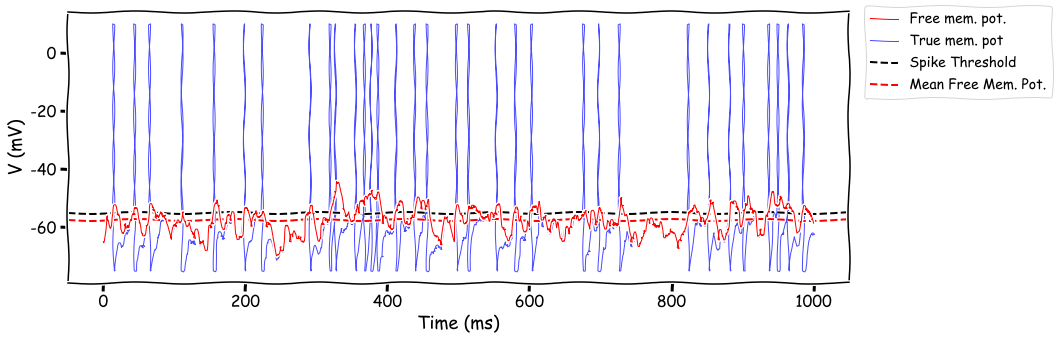 Free mem. pot.
True mem. pot
Spike Threshold
Mean Free Mem. Pot.
V (mV)
0
-20
-40
-60
0
200
400
600
800
1000
Time (ms)